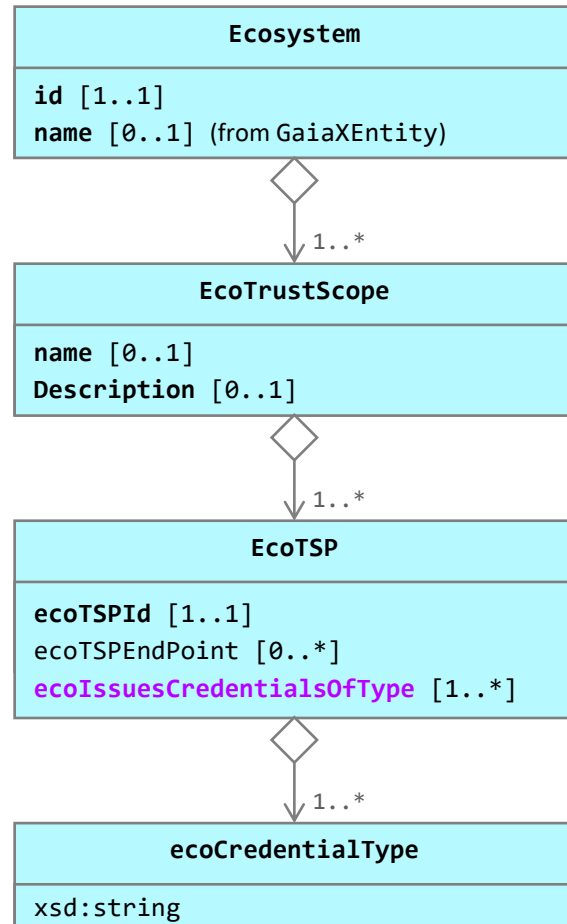 Ecosystem
id [1..1]
name [0..1] (from GaiaXEntity)
1..*
EcoTrustScope
name [0..1]
Description [0..1]
1..*
EcoTSP
ecoTSPId [1..1]
ecoTSPEndPoint [0..*]
ecoIssuesCredentialsOfType [1..*]
1..*
ecoCredentialType
xsd:string